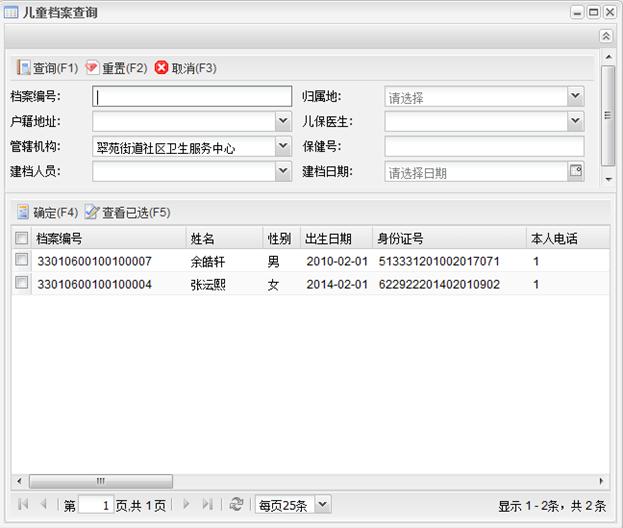 儿童档案查询
查询(F1) 重置(F2) 取消(F3)
档案编号: 归属地: 请选择
户籍地址: 儿保医生:
管辖机构: 翠苑街道社区卫生服务中心 保健号:
建档人员: 建档日期: 请选择日期
确定(F4) 查看已选(F5)
档案编号 姓名 性别 出生日期 身份证号 本人电话
33010600100100007 余皓轩 男 2010-02-01 513331201002017071 1
33010600100100004 张沄熙 女 2014-02-01 622922201402010902 1
第 1 页,共 1 页 每页25条 显示 1 - 2条，共 2 条